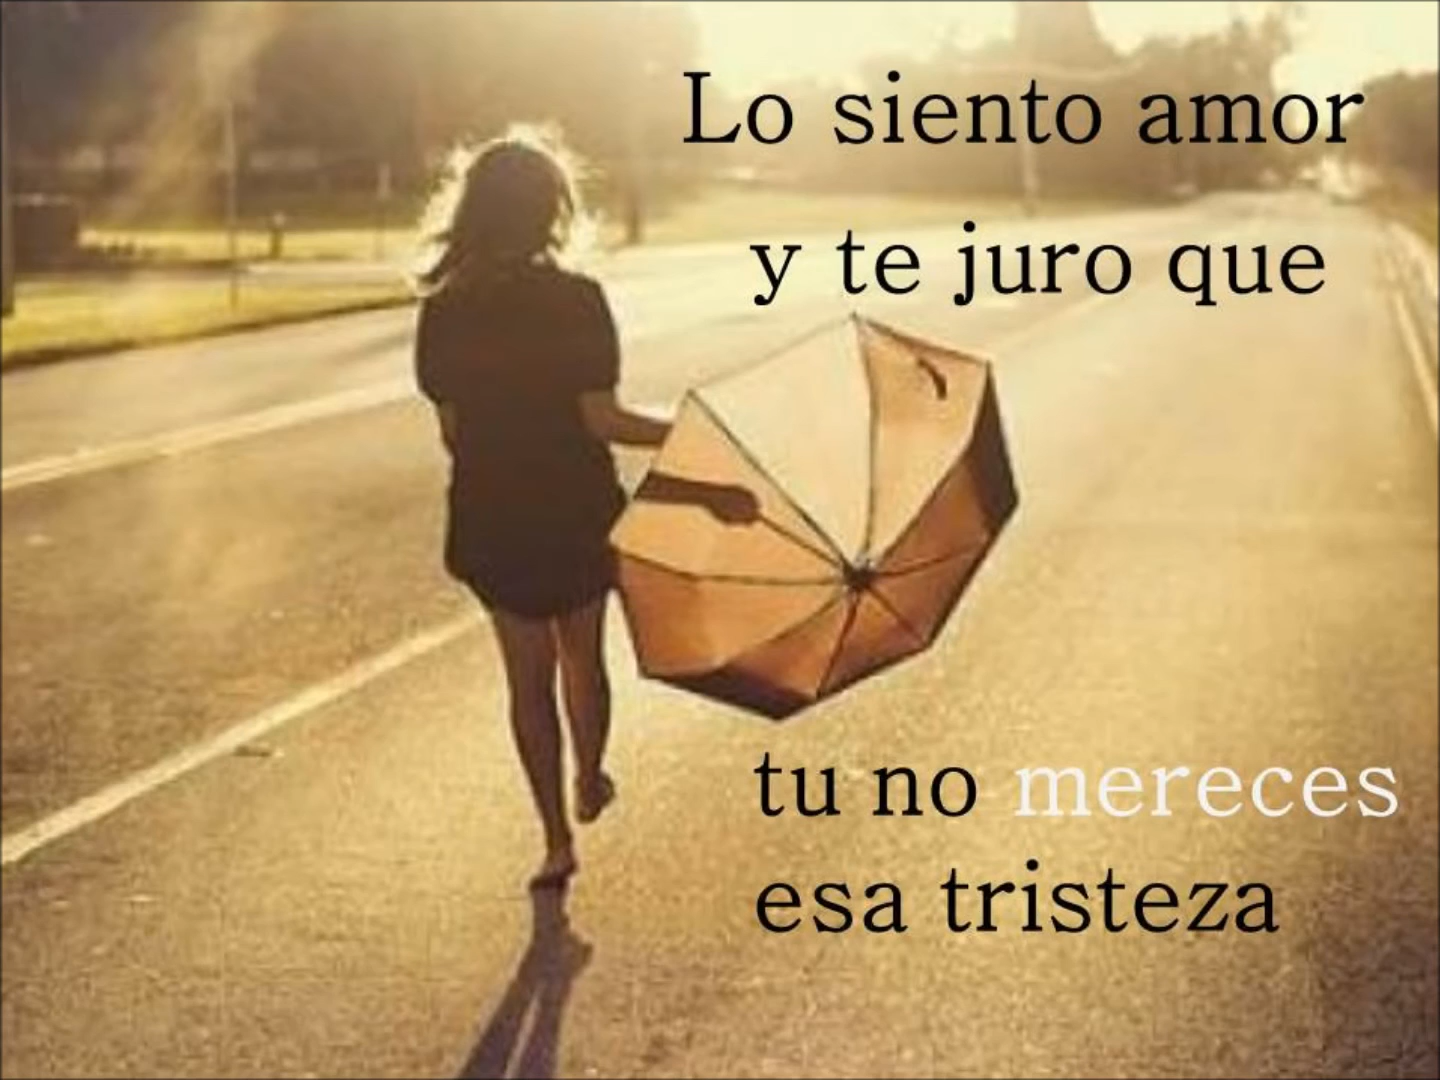 Lo siento amor
y te juro que
tu no mereces
esa tristeza